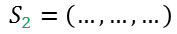 S₂ = (…, …, …)